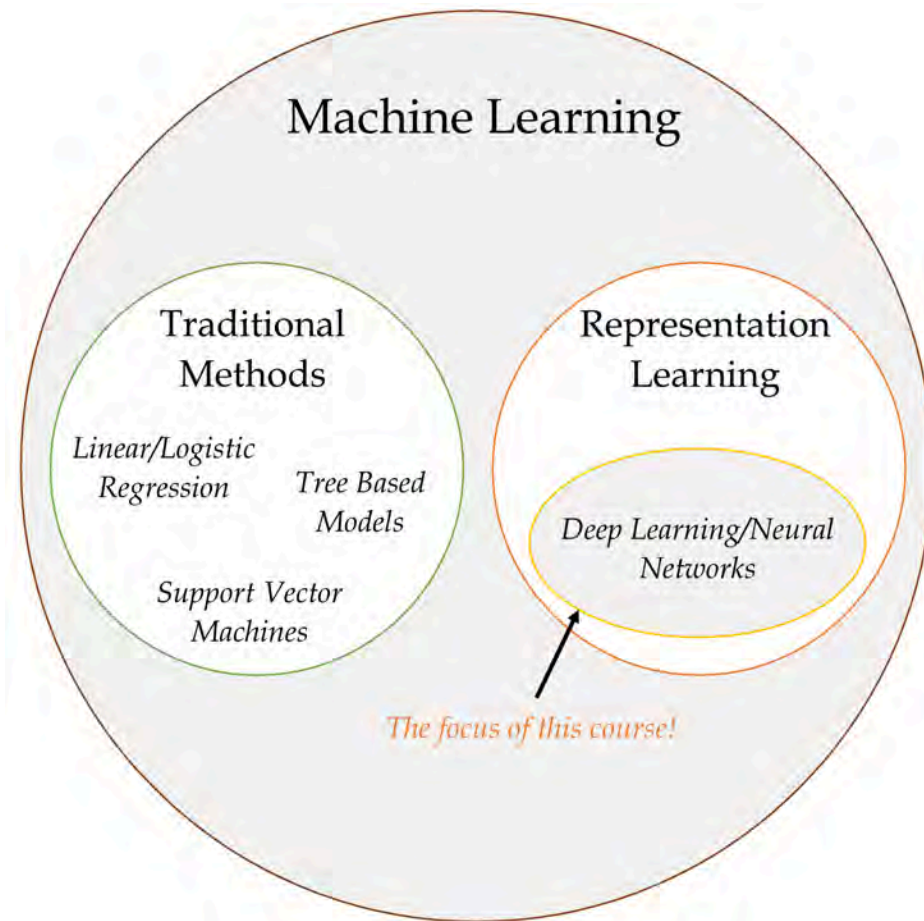 Machine Learning
Traditional
Methods
Linear/Logistic
Regression
Tree Based
Models
Support Vector
Machines
Representation
Learning
Deep Learning/Neural
Networks
The focus of this course!